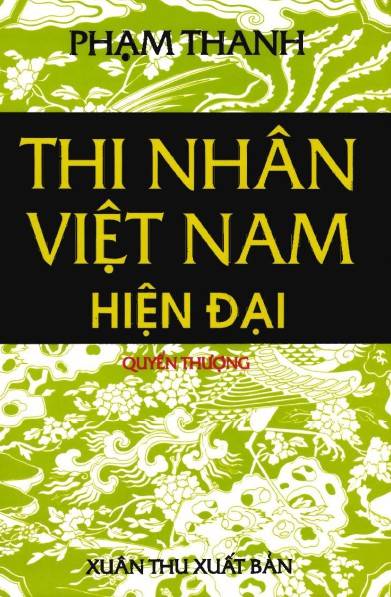 PHẠM THANH
THI NHÂN
VIỆT NAM
HIỆN ĐẠI
QUYỂN THƯỢNG
XUÂN THU XUẤT BẢN